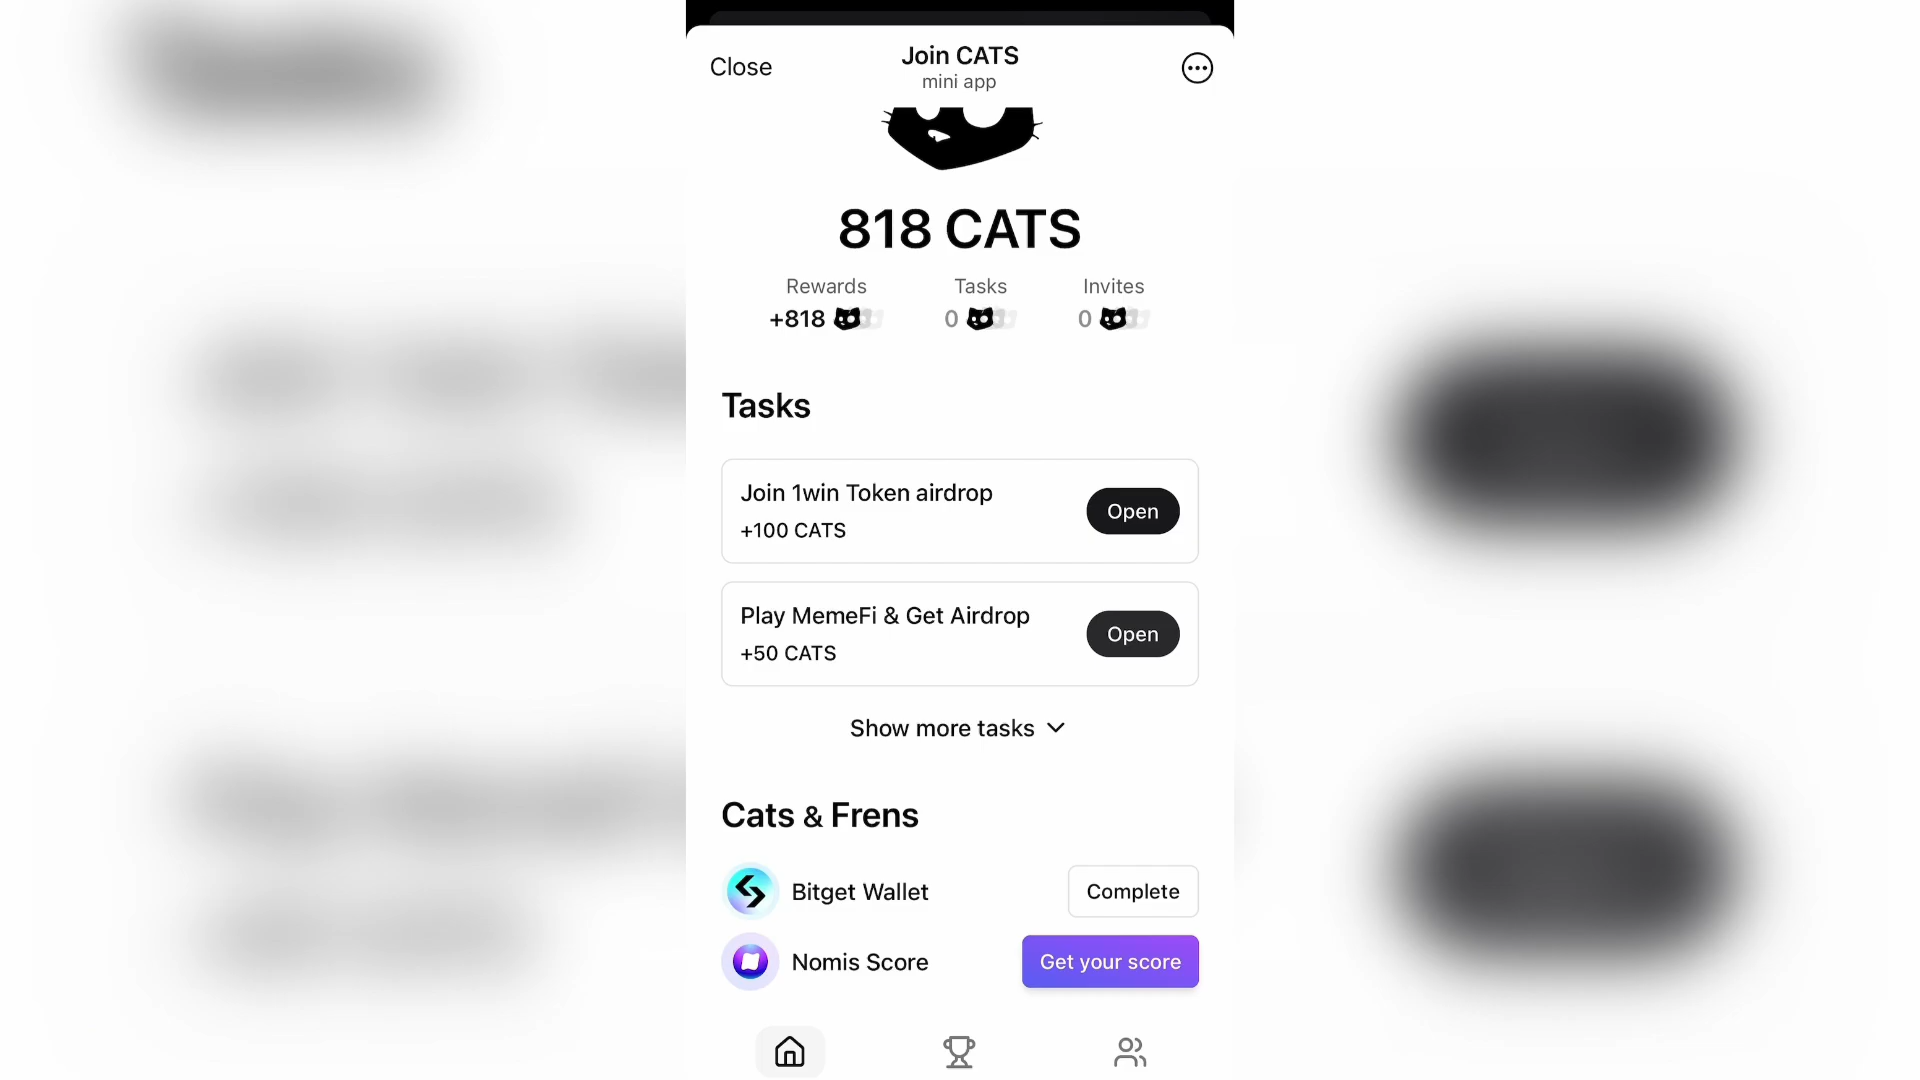 Close
Join CATS
mini app
818 CATS
Rewards
Tasks
Invites
+818
0
0
Tasks
Join 1win Token airdrop
+100 CATS
Open
Play MemeFi & Get Airdrop
+50 CATS
Open
Show more tasks
Cats & Frens
Bitget Wallet
Complete
Nomis Score
Get your score